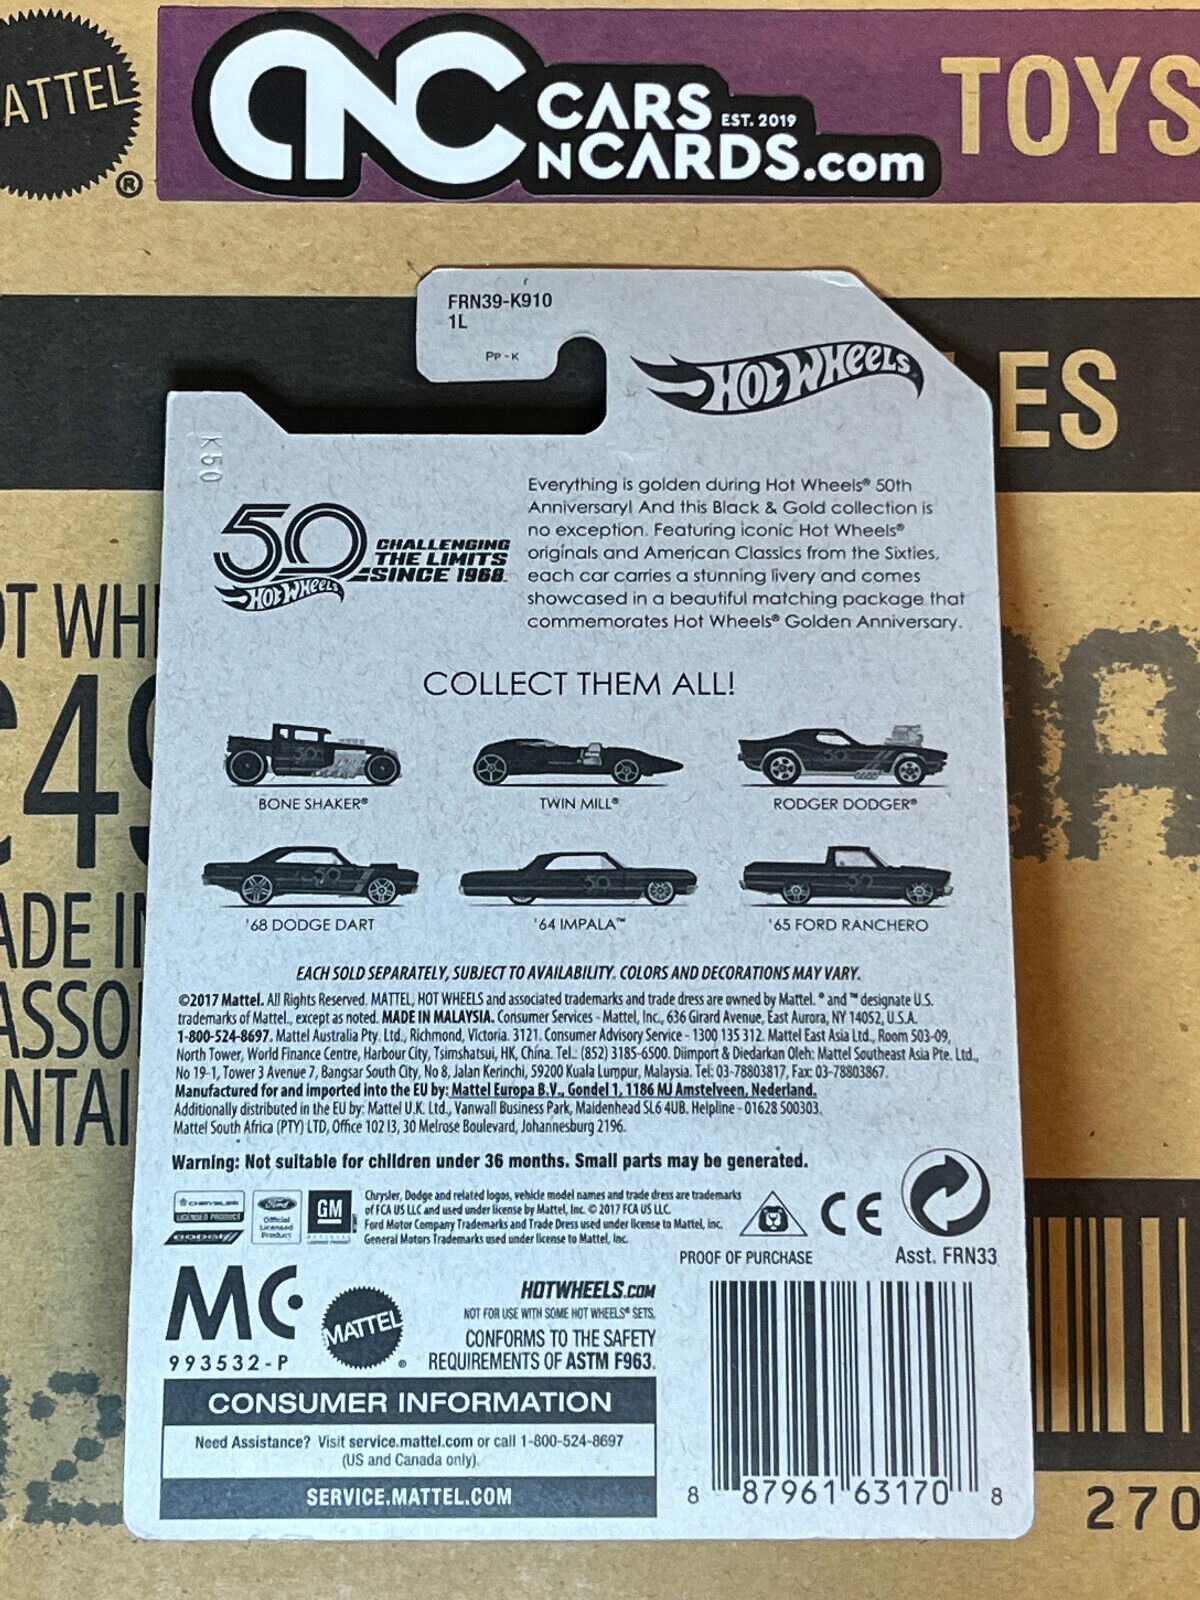 ATTEL
®
CNC
CARS
EST. 2019
NCARDS.com
TOYS
ES
FRN39-K910
1L
PP-K
HOT WHEELS
K50
Everything is golden during Hot Wheels® 50th
Anniversary! And this Black & Gold collection is
no exception. Featuring iconic Hot Wheels®
originals and American Classics from the Sixties,
each car carries a stunning livery and comes
showcased in a beautiful matching package that
commemorates Hot Wheels® Golden Anniversary.
50
CHALLENGING
THE LIMITS
SINCE 1968
HOT WHEELS
COLLECT THEM ALL!
BONE SHAKER®
TWIN MILL®
RODGER DODGER®
'68 DODGE DART
'64 IMPALA™
'65 FORD RANCHERO
EACH SOLD SEPARATELY, SUBJECT TO AVAILABILITY. COLORS AND DECORATIONS MAY VARY.
©2017 Mattel. All Rights Reserved. MATTEL, HOT WHEELS and associated trademarks and trade dress are owned by Mattel. ® and ™ designate U.S.
trademarks of Mattel., except as noted. MADE IN MALAYSIA. Consumer Services - Mattel, Inc., 636 Girard Avenue, East Aurora, NY 14052, U.S.A.
1-800-524-8697. Mattel Australia Pty. Ltd., Richmond, Victoria. 3121. Consumer Advisory Service - 1300 135 312. Mattel East Asia Ltd., Room 503-09,
North Tower, World Finance Centre, Harbour City, Tsimshatsui, HK, China. Tel.: (852) 3185-6500. Diimport & Diedarkan Oleh: Mattel Southeast Asia Pte. Ltd.,
No 19-1, Tower 3 Avenue 7, Bangsar South City, No 8, Jalan Kerinchi, 59200 Kuala Lumpur, Malaysia. Tel: 03-78803817, Fax: 03-78803867.
Manufactured for and imported into the EU by: Mattel Europa B.V., Gondel 1, 1186 MJ Amstelveen, Nederland.
Additionally distributed in the EU by: Mattel U.K. Ltd., Vanwall Business Park, Maidenhead SL6 4UB. Helpline - 01628 500303.
Mattel South Africa (PTY) LTD, Office 102 I3, 30 Melrose Boulevard, Johannesburg 2196.
Warning: Not suitable for children under 36 months. Small parts may be generated.
CHRYSLER
LICENSED PRODUCT
DODGE
Ford
Official
Licensed
Product
GM
Chrysler, Dodge and related logos, vehicle model names and trade dress are trademarks
of FCA US LLC and used under license by Mattel, Inc. © 2017 FCA US LLC.
Ford Motor Company Trademarks and Trade Dress used under license to Mattel, Inc.
General Motors Trademarks used under license to Mattel, Inc.
CE
PROOF OF PURCHASE
Asst. FRN33
MC
993532-P
MATTEL
®
HOTWHEELS.COM
NOT FOR USE WITH SOME HOT WHEELS® SETS.
CONFORMS TO THE SAFETY
REQUIREMENTS OF ASTM F963.
CONSUMER INFORMATION
Need Assistance? Visit service.mattel.com or call 1-800-524-8697
(US and Canada only).
SERVICE.MATTEL.COM
8 87961 63170 8
OT WH
C49
ADE IN
ASSO
NTAI
270